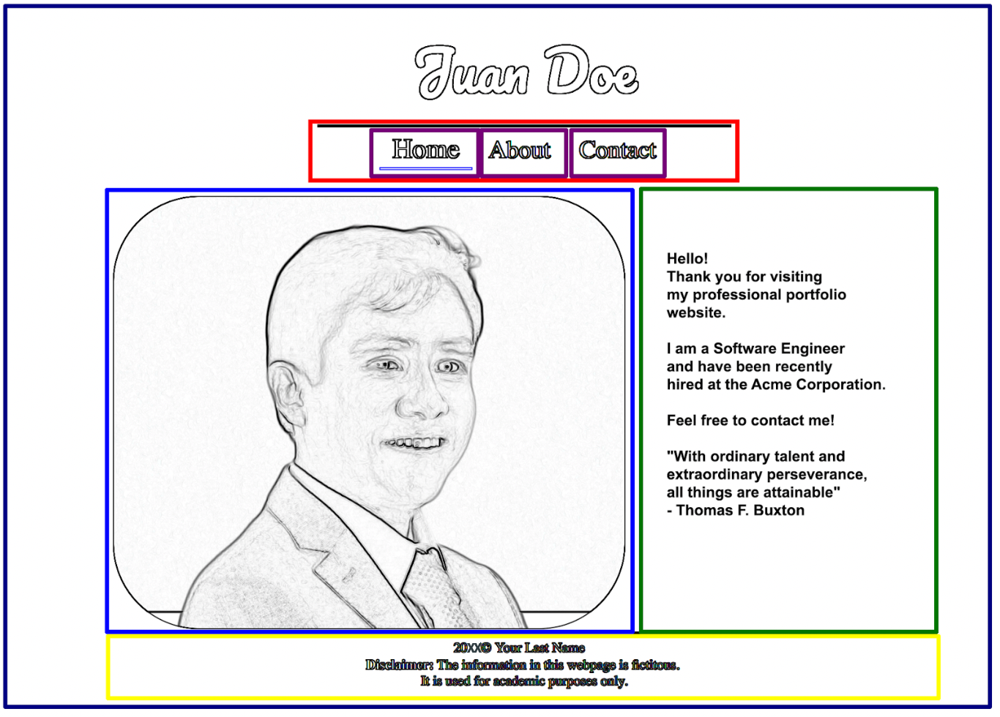 Juan Doe
Home About Contact
Hello!
Thank you for visiting
my professional portfolio
website.
I am a Software Engineer
and have been recently
hired at the Acme Corporation.
Feel free to contact me!
"With ordinary talent and
extraordinary perseverance,
all things are attainable"
- Thomas F. Buxton
20XX© Your Last Name
Disclaimer: The information in this webpage is fictitous.
It is used for academic purposes only.